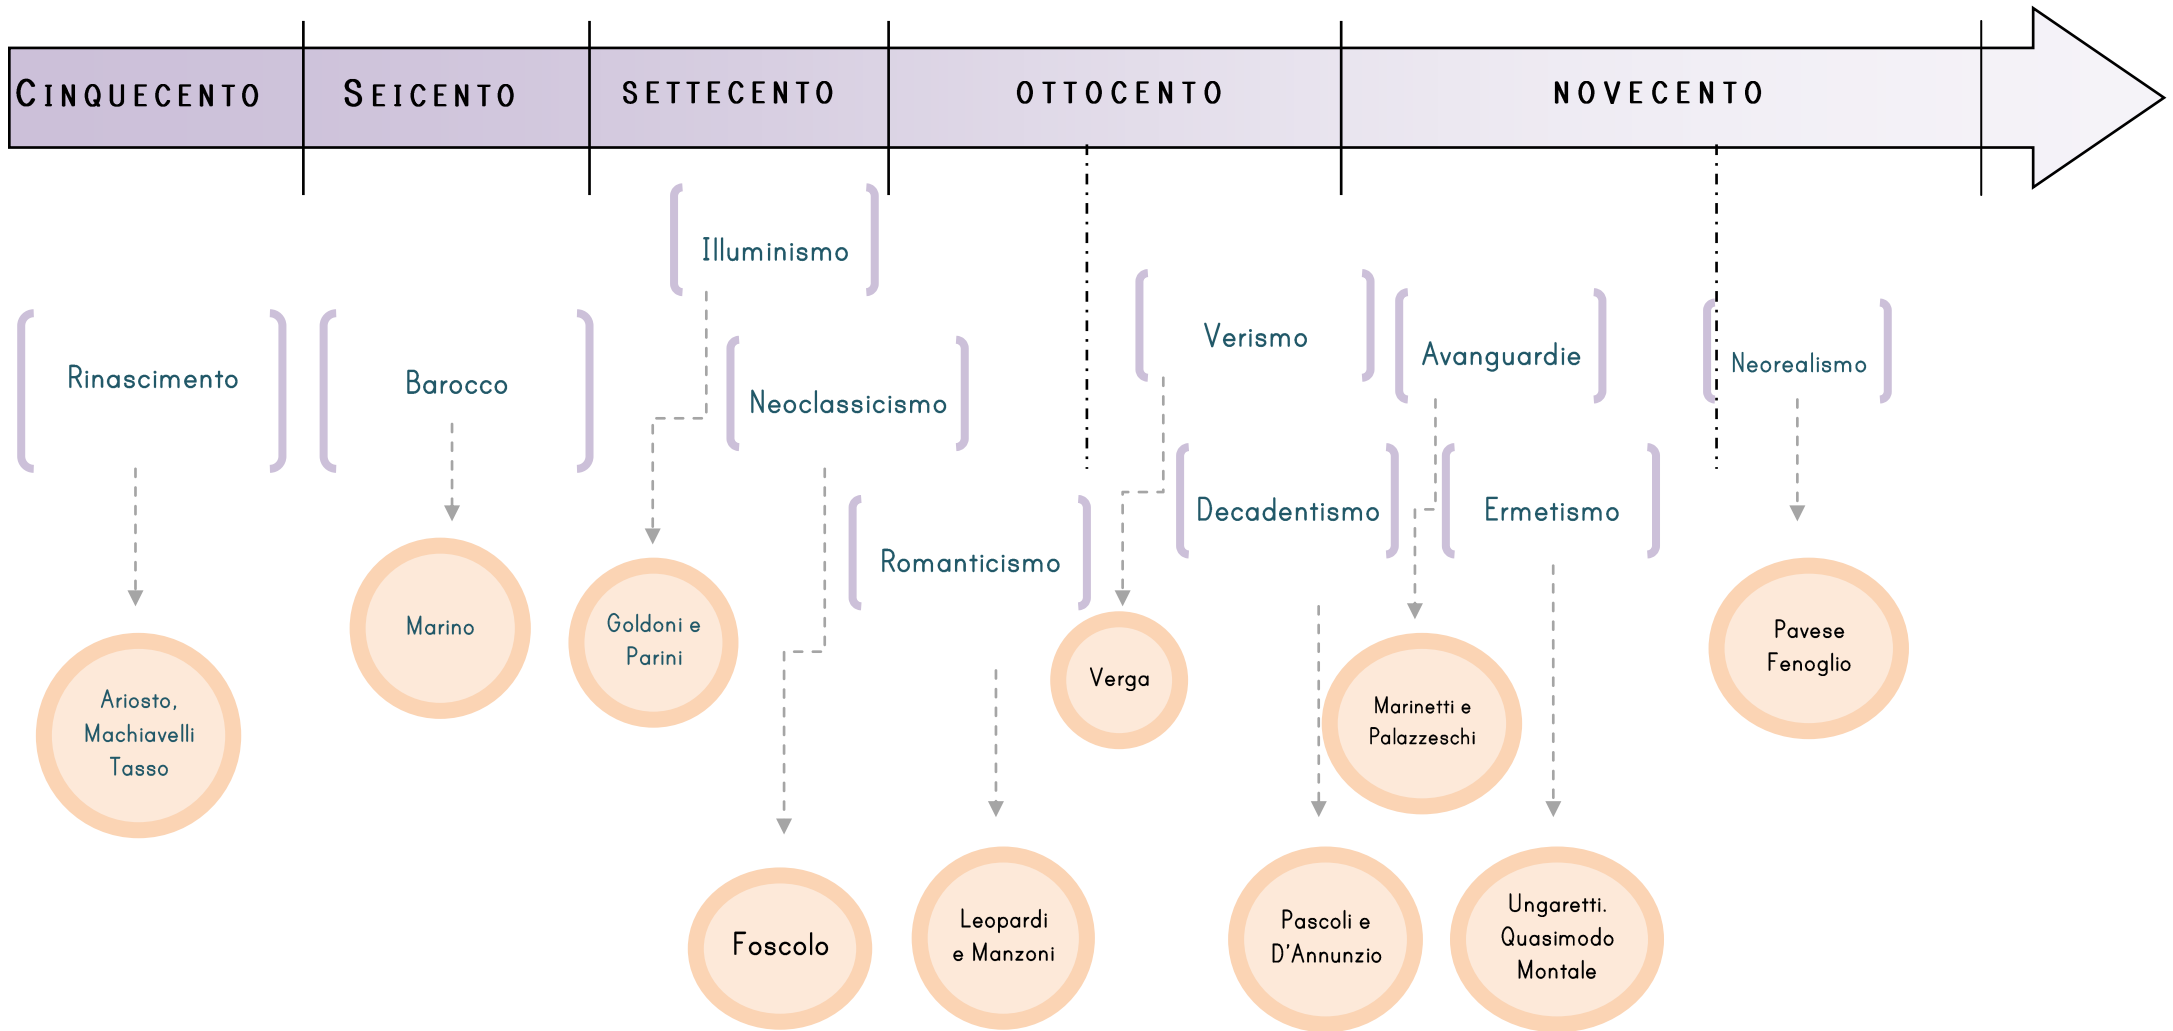 CINQUECENTO
SEICENTO
SETTECENTO
OTTOCENTO
NOVECENTO
Illuminismo
Rinascimento
Barocco
Neoclassicismo
Romanticismo
Verismo
Decadentismo
Avanguardie
Ermetismo
Neorealismo
Ariosto,
Machiavelli
Tasso
Marino
Goldoni e
Parini
Foscolo
Leopardi
e Manzoni
Verga
Pascoli e
D'Annunzio
Marinetti e
Palazzeschi
Ungaretti.
Quasimodo
Montale
Pavese
Fenoglio